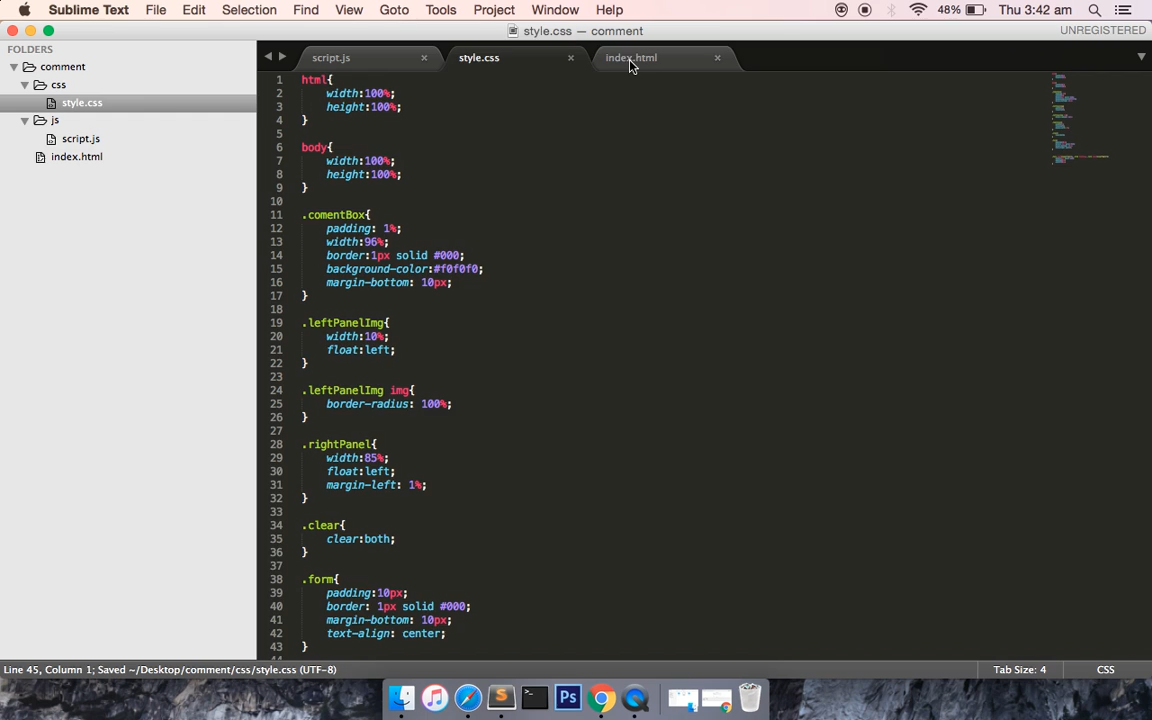 Sublime Text File Edit Selection Find View Goto Tools Project Window Help 48% Thu 3:42 am
style.css — comment UNREGISTERED
FOLDERS
comment
css
style.css
js
script.js
index.html
script.js × style.css × index.html ×
1 html{
2 width:100%;
3 height:100%;
4 }
5
6 body{
7 width:100%;
8 height:100%;
9 }
10
11 .comentBox{
12 padding: 1%;
13 width:96%;
14 border:1px solid #000;
15 background-color:#f0f0f0;
16 margin-bottom: 10px;
17 }
18
19 .leftPanelImg{
20 width:10%;
21 float:left;
22 }
23
24 .leftPanelImg img{
25 border-radius: 100%;
26 }
27
28 .rightPanel{
29 width:85%;
30 float:left;
31 margin-left: 1%;
32 }
33
34 .clear{
35 clear:both;
36 }
37
38 .form{
39 padding:10px;
40 border: 1px solid #000;
41 margin-bottom: 10px;
42 text-align: center;
43 }
Line 45, Column 1; Saved ~/Desktop/comment/css/style.css (UTF-8) Tab Size: 4 CSS
Ps